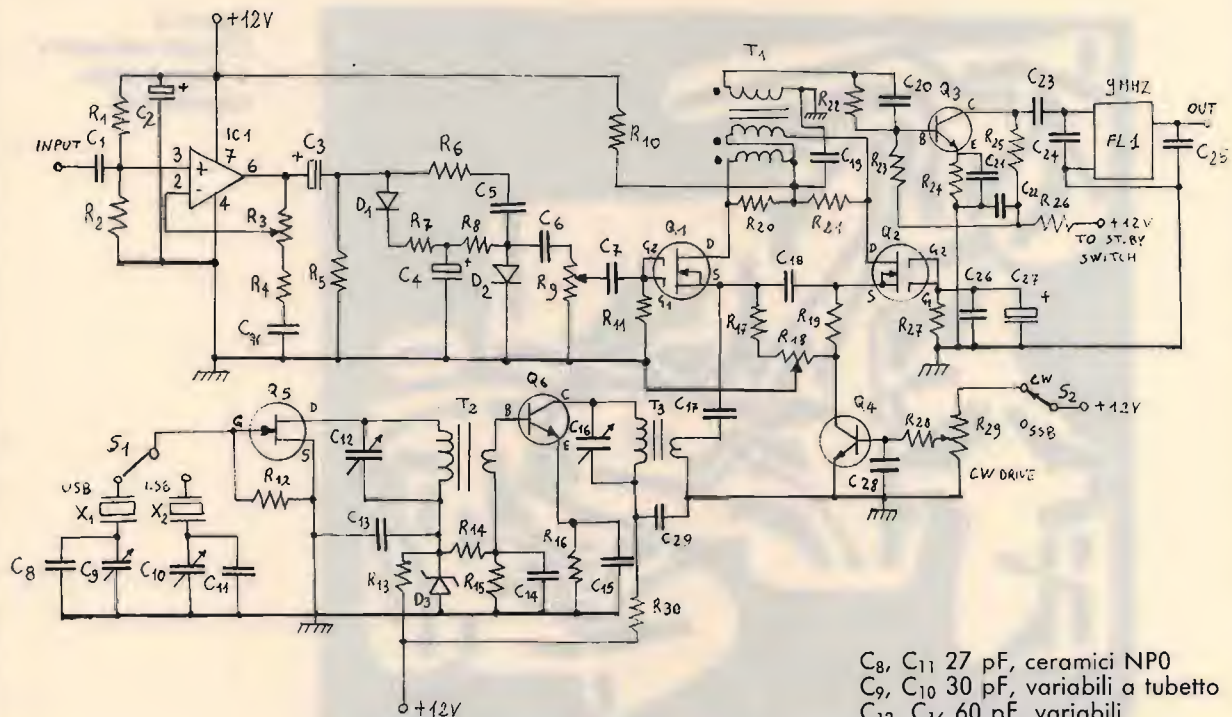 +12V
T1
R1
C2
+
INPUT
C1
IC1
3
+
7
2
-
6
4
+
C3
R2
R3
R4
R5
R6
D1
R7
R8
C5
C4
+
D2
C6
R9
C7
R10
Q1
G2
D
S
G1
R11
C19
R20
R21
R22
C20
R23
Q3
B
C
E
R24
C21
C22
R25
C23
C24
9MHZ
FL1
OUT
C25
R26
+12V
TO ST.BY
SWITCH
Q2
D
G2
S
G1
C18
R17
R18
R19
R27
C26
C27
+
C17
Q4
R28
C28
R29
CW DRIVE
CW
S2
SSB
+12V
S1
USB
X1
LSB
X2
C8
C9
C10
C11
Q5
G
D
S
R12
C12
C13
T2
R13
D3
R14
R15
C14
Q6
B
C
E
C16
R16
C15
T3
C29
R30
+12V
C8, C11 27 pF, ceramici NP0
C9, C10 30 pF, variabili a tubetto
60 pF, variabili